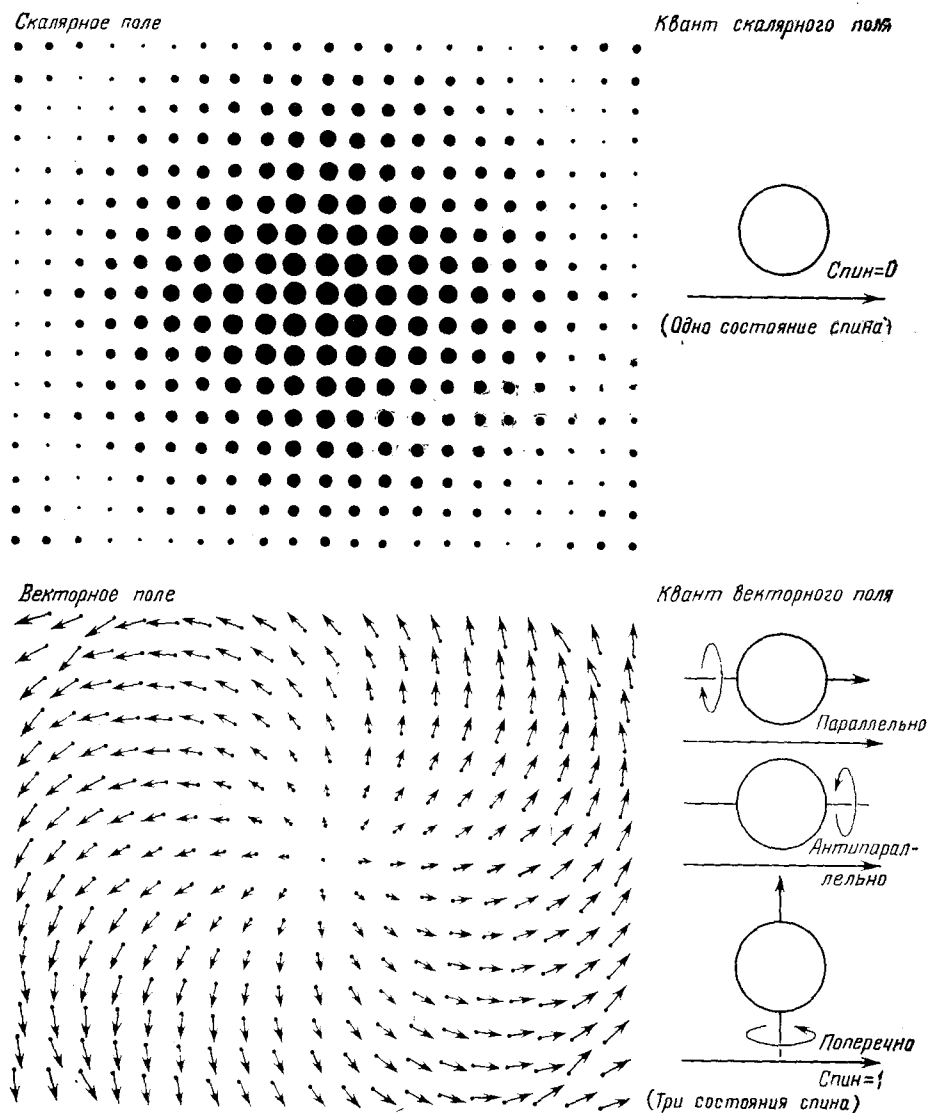 Скалярное поле
Квант скалярного поля
Спин=0
(Одно состояние спина)
Векторное поле
Квант векторного поля
Параллельно
Антипарал-
лельно
Поперечно
Спин=1
(Три состояния спина)